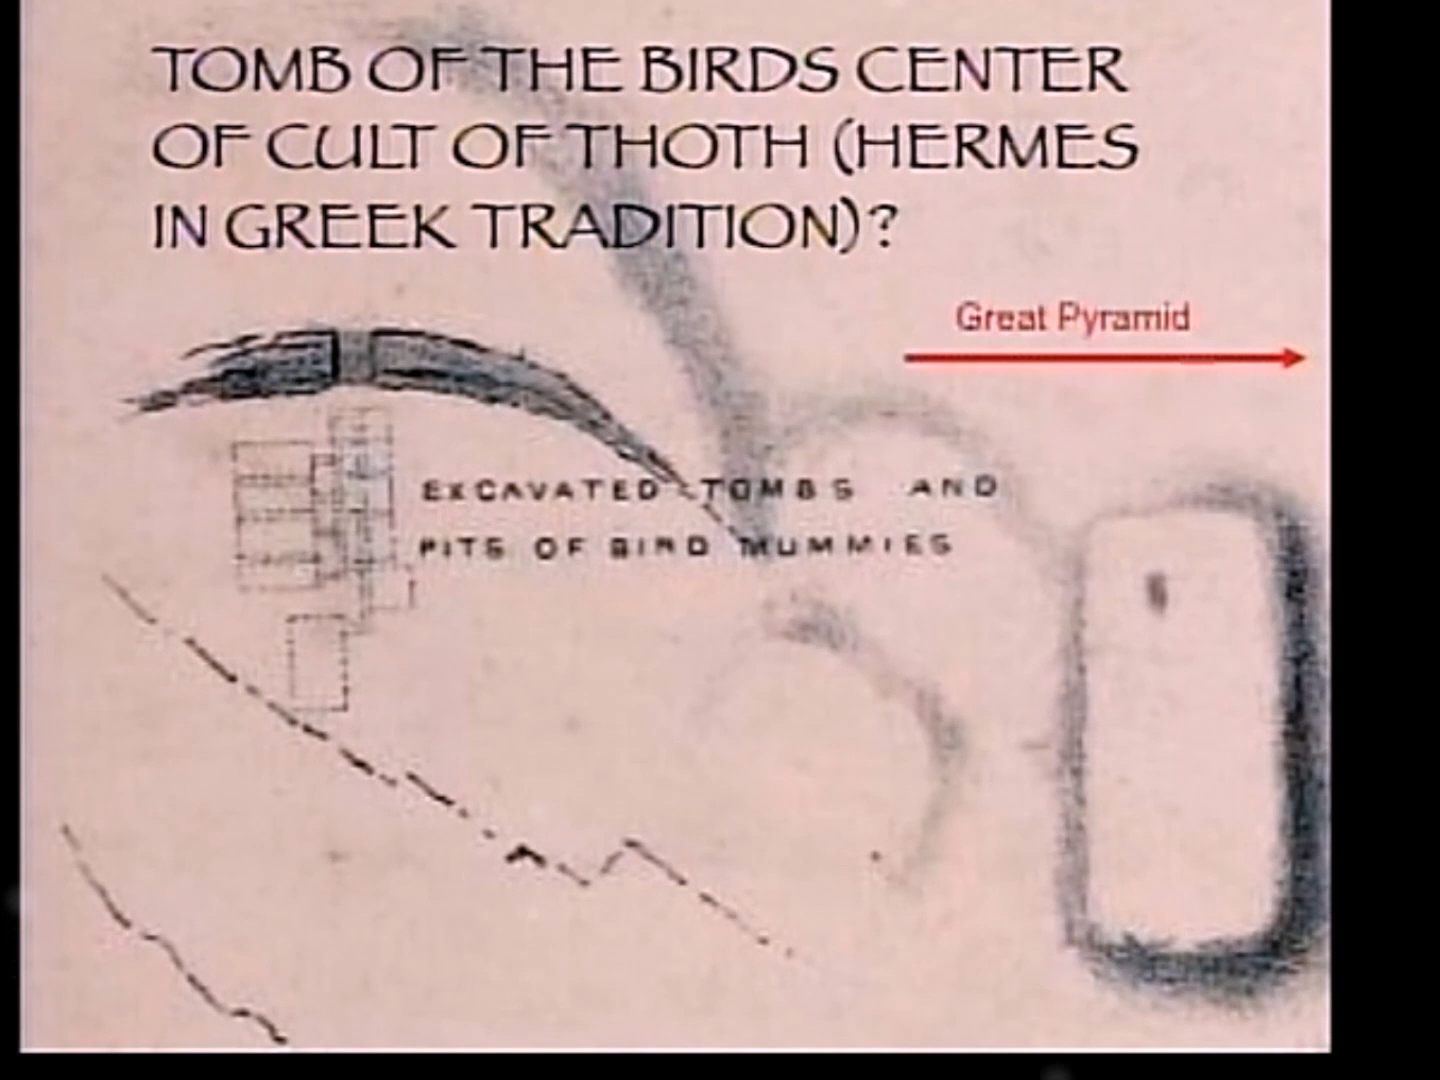 TOMB OF THE BIRDS CENTER
OF CULT OF THOTH (HERMES
IN GREEK TRADITION)?
Great Pyramid
EXCAVATED TOMBS AND
PITS OF BIRD MUMMIES